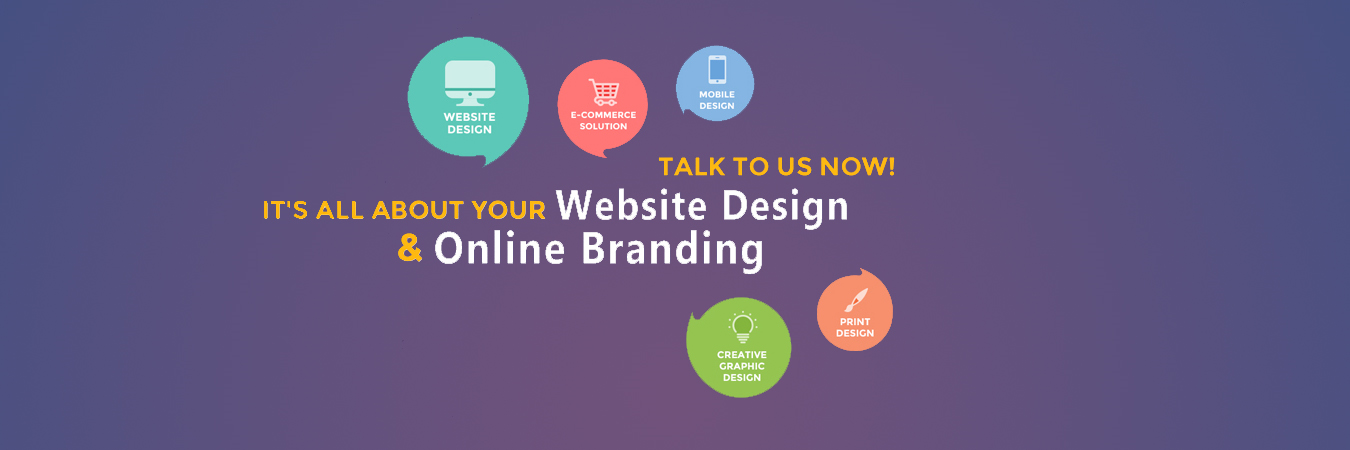 WEBSITE
DESIGN
E-COMMERCE
SOLUTION
MOBILE
DESIGN
TALK TO US NOW!
IT'S ALL ABOUT YOUR Website Design
& Online Branding
CREATIVE
GRAPHIC
DESIGN
PRINT
DESIGN